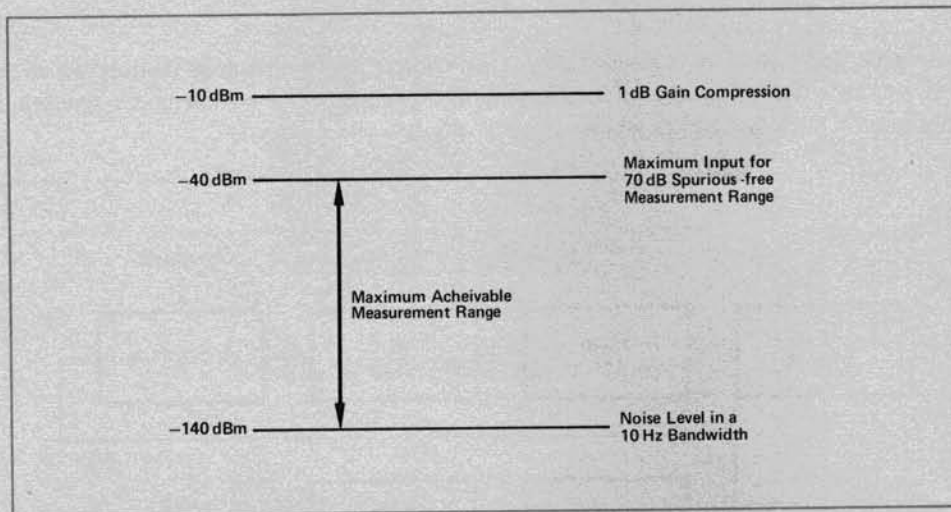 −10 dBm
1 dB Gain Compression
−40 dBm
Maximum Input for
70 dB Spurious-free
Measurement Range
Maximum Acheivable
Measurement Range
−140 dBm
Noise Level in a
10 Hz Bandwidth